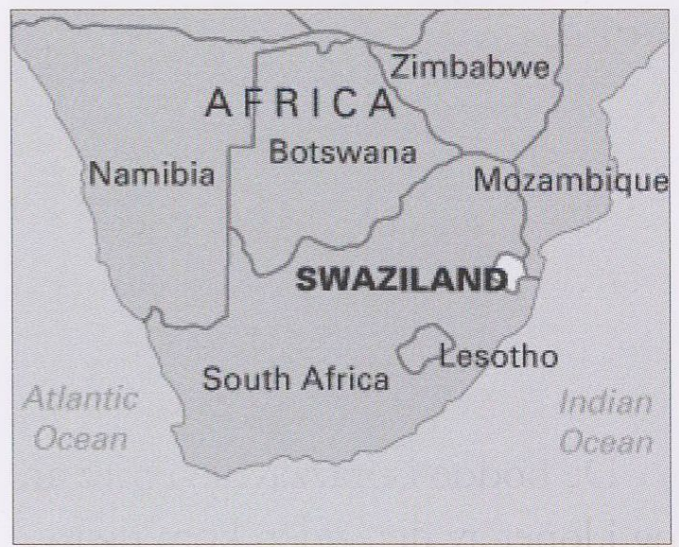 Zimbabwe
AFRICA
Botswana
Namibia
Mozambique
SWAZILAND
Lesotho
South Africa
Atlantic
Ocean
Indian
Ocean